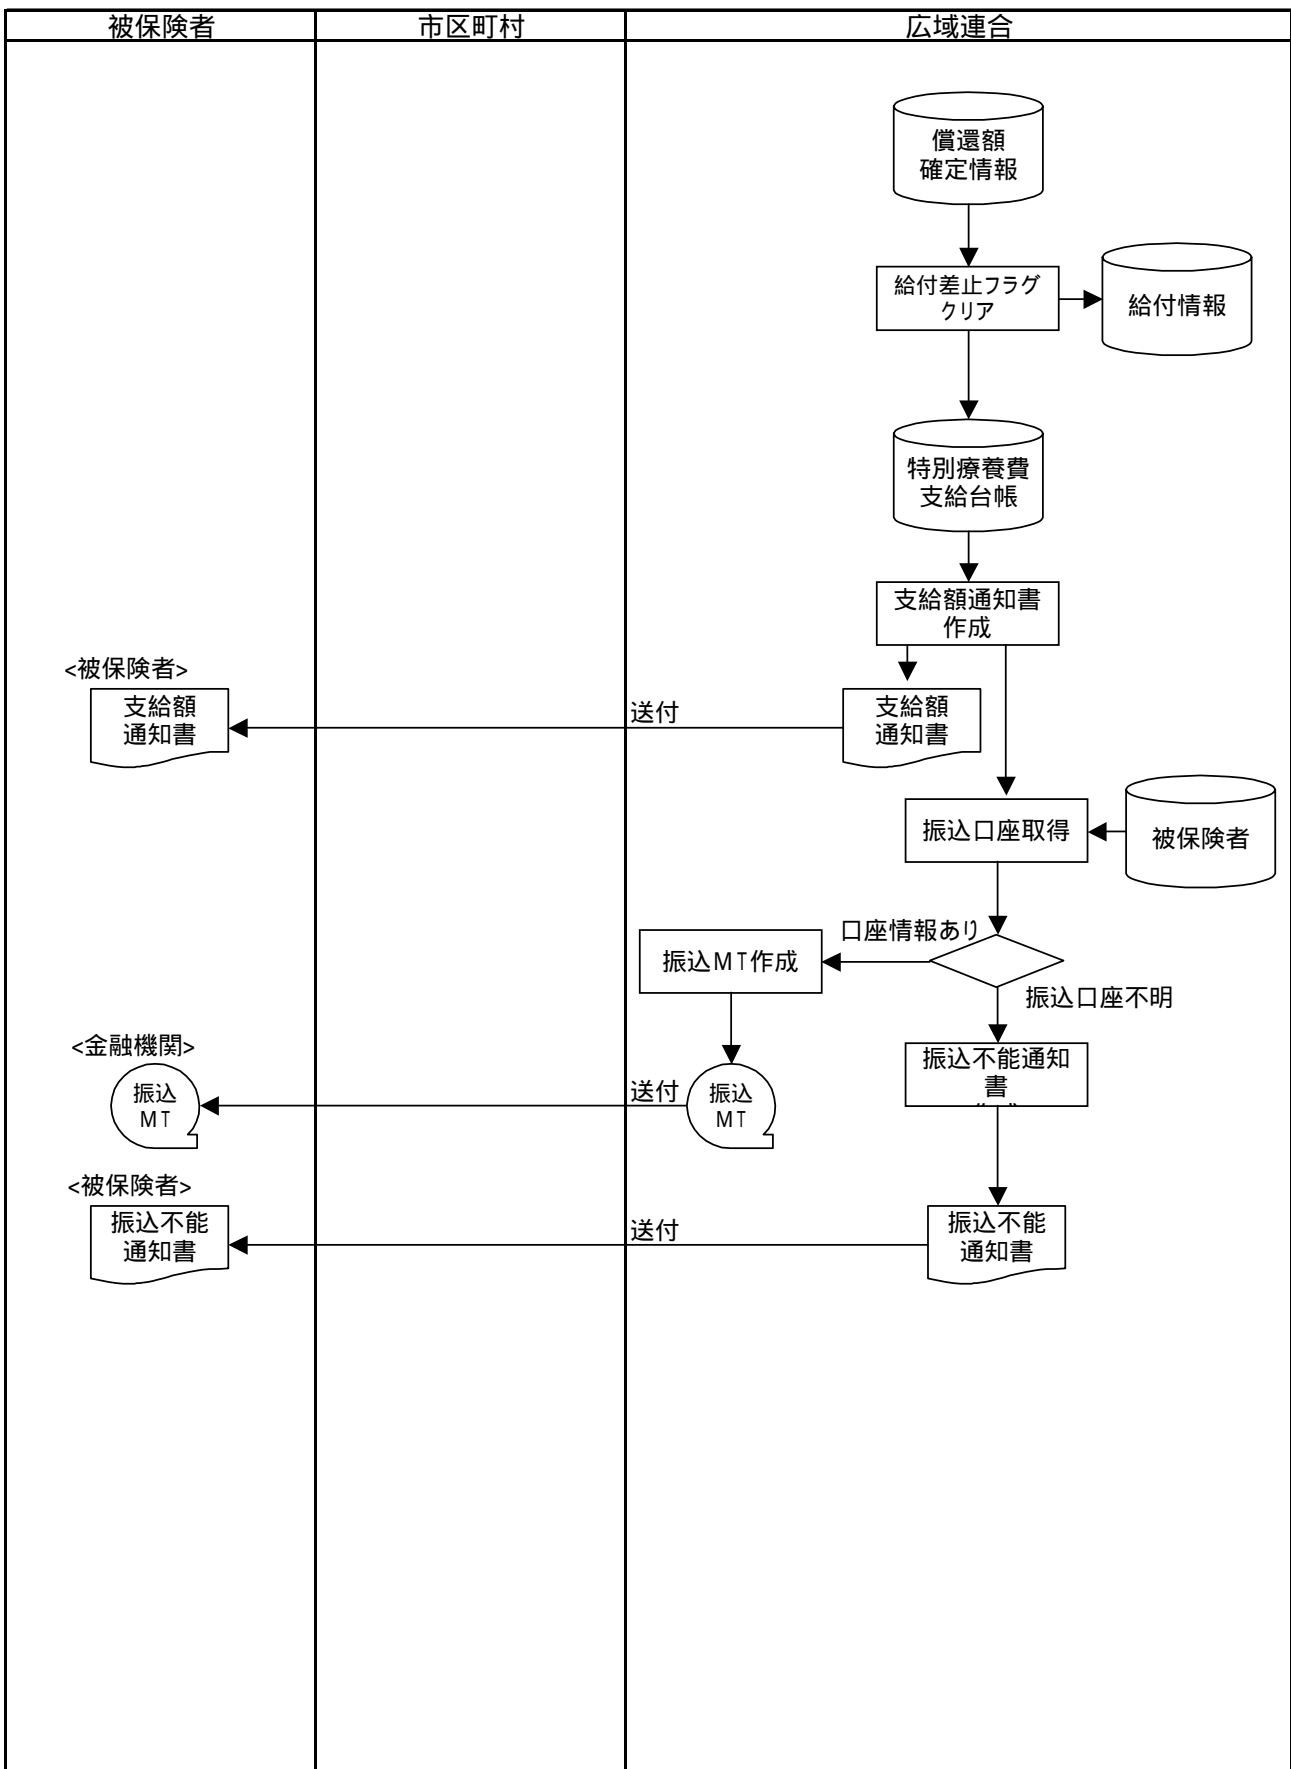 被保険者
市区町村
広域連合
償還額
確定情報
給付差止フラグ
クリア
給付情報
特別療養費
支給台帳
支給額通知書
作成
<被保険者>
支給額
通知書
送付
支給額
通知書
振込口座取得
被保険者
口座情報あり
振込MT作成
振込口座不明
<金融機関>
振込
MT
送付
振込
MT
振込不能通知
書
<被保険者>
振込不能
通知書
送付
振込不能
通知書